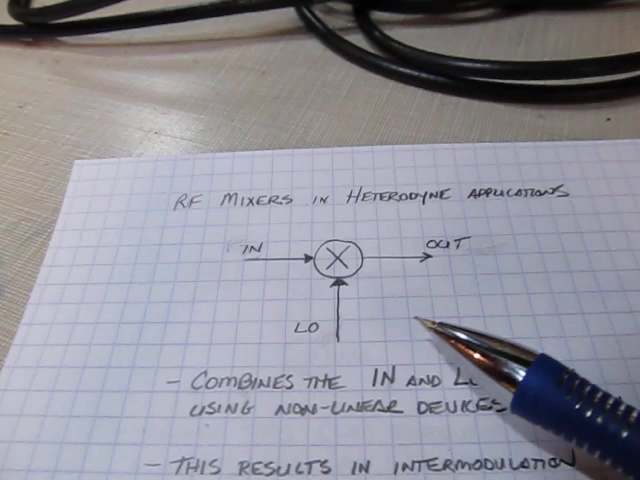 RF MIXERS IN HETERODYNE APPLICATIONS
IN
OUT
LO
- COMBINES THE IN AND
USING NON-LINEAR DEVICES
- THIS RESULTS IN INTERMODULATION